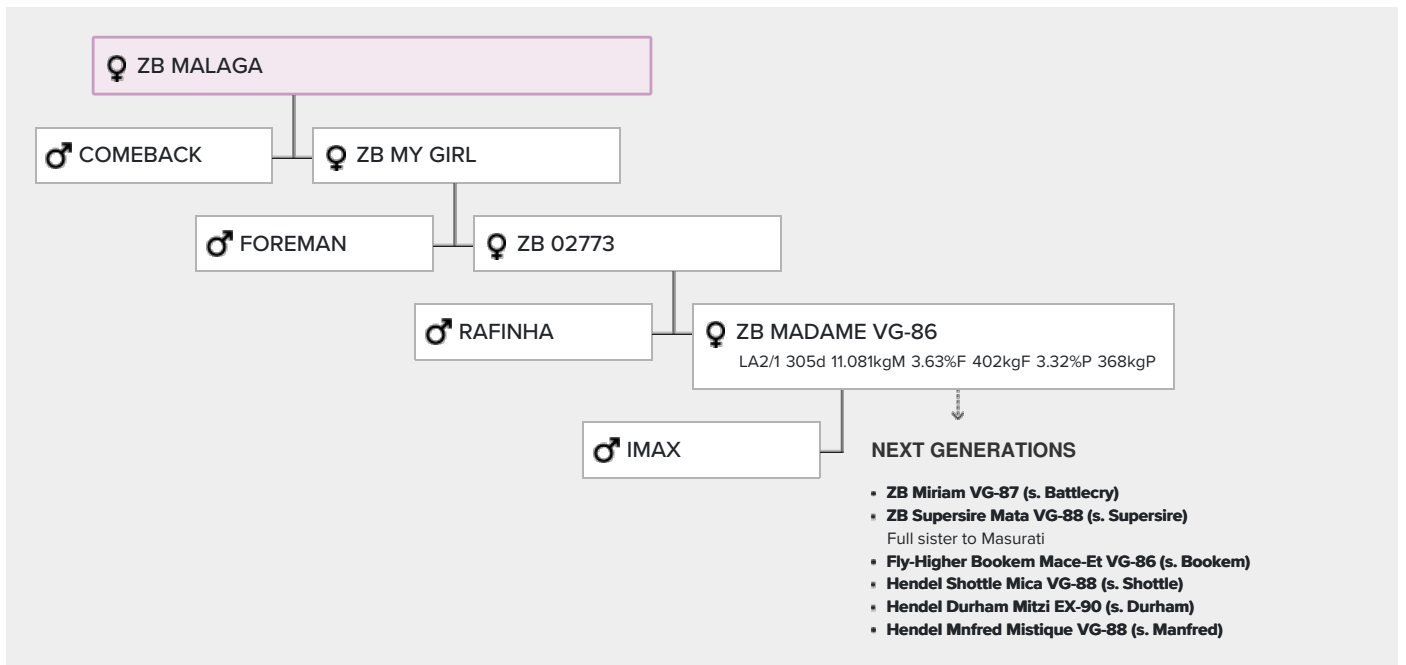 ZB MALAGA
COMEBACK
ZB MY GIRL
FOREMAN
ZB 02773
RAFINHA
ZB MADAME VG-86
LA2/1 305d 11.081kgM 3.63%F 402kgF 3.32%P 368kgP
IMAX
NEXT GENERATIONS
ZB Miriam VG-87 (s. Battlecry)
ZB Supersire Mata VG-88 (s. Supersire)
Full sister to Masurati
Fly-Higher Bookem Mace-Et VG-86 (s. Bookem)
Hendel Shottle Mica VG-88 (s. Shottle)
Hendel Durham Mitzi EX-90 (s. Durham)
Hendel Mnfred Mistique VG-88 (s. Manfred)